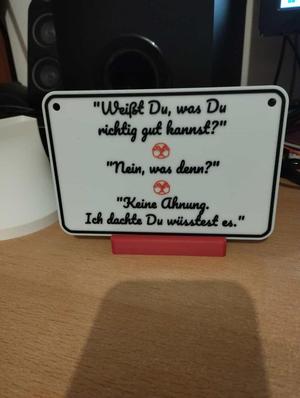 "Weißt Du, was Du
richtig gut kannst?"
"Nein, was denn?"
"Keine Ahnung.
Ich dachte Du wüsstest es."